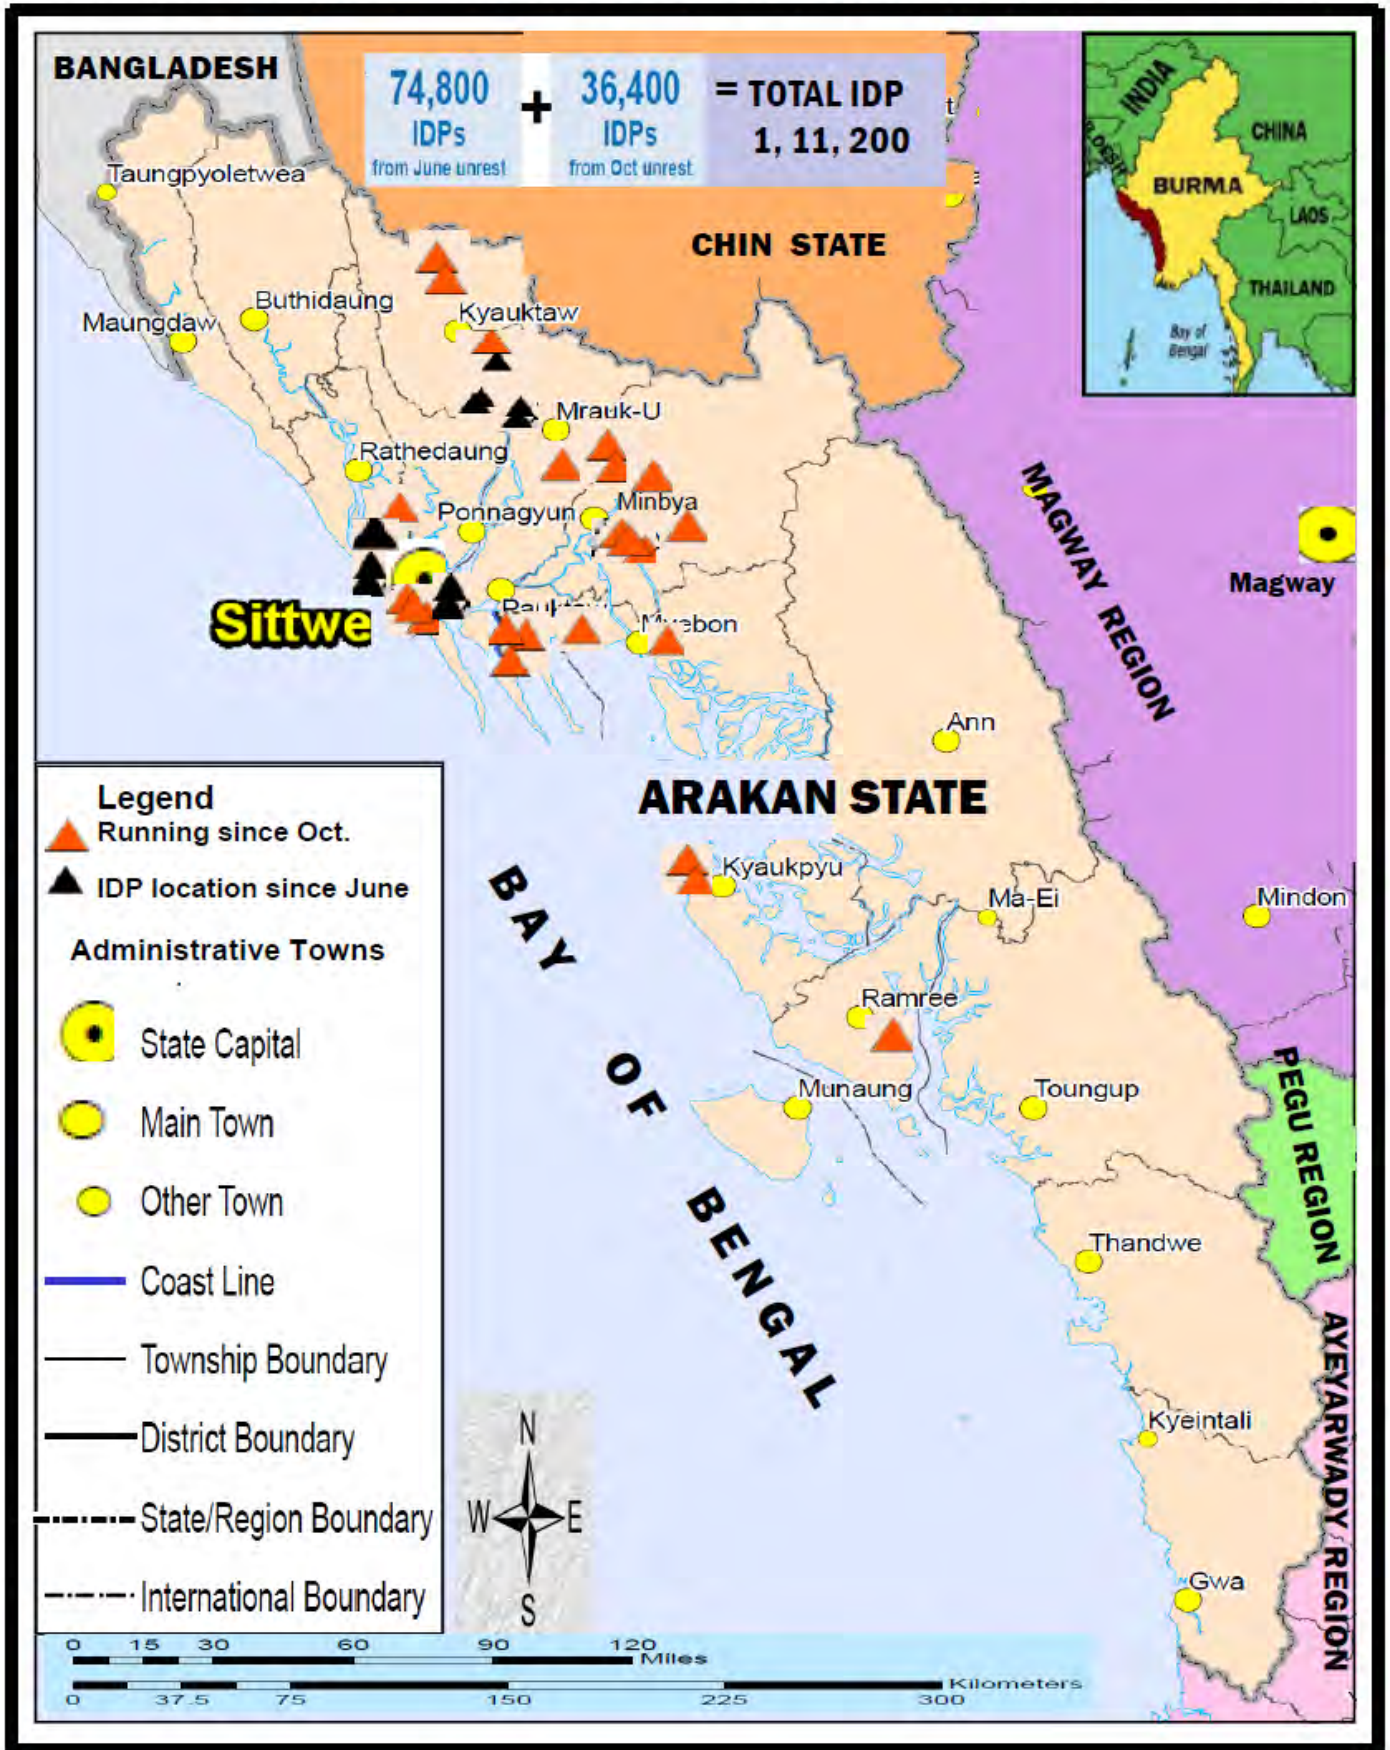 BANGLADESH
74,800
IDPs
from June unrest
+
36,400
IDPs
from Oct unrest
= TOTAL IDP
1, 11, 200
INDIA
CHINA
BURMA
LAOS
THAILAND
Bay of
Bengal
CHIN STATE
Taungpyoletwea
Buthidaung
Maungdaw
Kyauktaw
Mrauk-U
Rathedaung
Ponnagyun
Minbya
Sittwe
MAGWAY REGION
Magway
Ann
ARAKAN STATE
Kyaukpyu
Ma-Ei
Mindon
Ramree
Munaung
Toungup
PEGU REGION
Thandwe
AYEYARWADY REGION
Kyeintali
Gwa
BAY OF BENGAL
Legend
Running since Oct.
IDP location since June
Administrative Towns
State Capital
Main Town
Other Town
Coast Line
Township Boundary
District Boundary
State/Region Boundary
International Boundary
N
W E
S
0 15 30 60 90 120
Miles
Kilometers
0 37.5 75 150 225 300